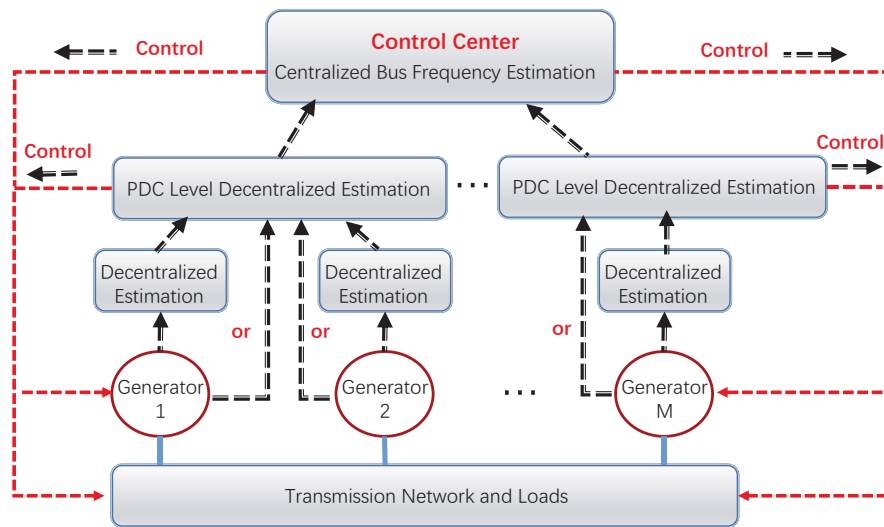 Control Center
Centralized Bus Frequency Estimation
Control
Control
Control
Control
PDC Level Decentralized Estimation
...
PDC Level Decentralized Estimation
Decentralized
Estimation
Decentralized
Estimation
Decentralized
Estimation
or
or
or
Generator
1
Generator
2
...
Generator
M
Transmission Network and Loads